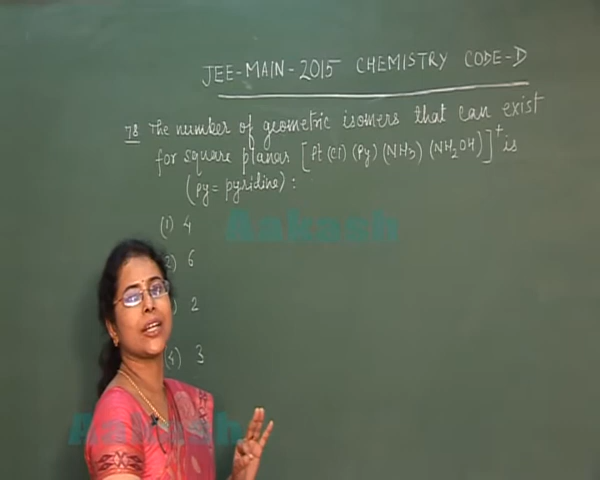 JEE-MAIN-2015 CHEMISTRY CODE-D
78 The number of geometric isomers that can exist
for square planar [Pt (Cl) (Py) (NH₃) (NH₂OH)]⁺ is
(py = pyridine) :
(1) 4
2) 6
) 2
(4) 3
Aakash
Aakash